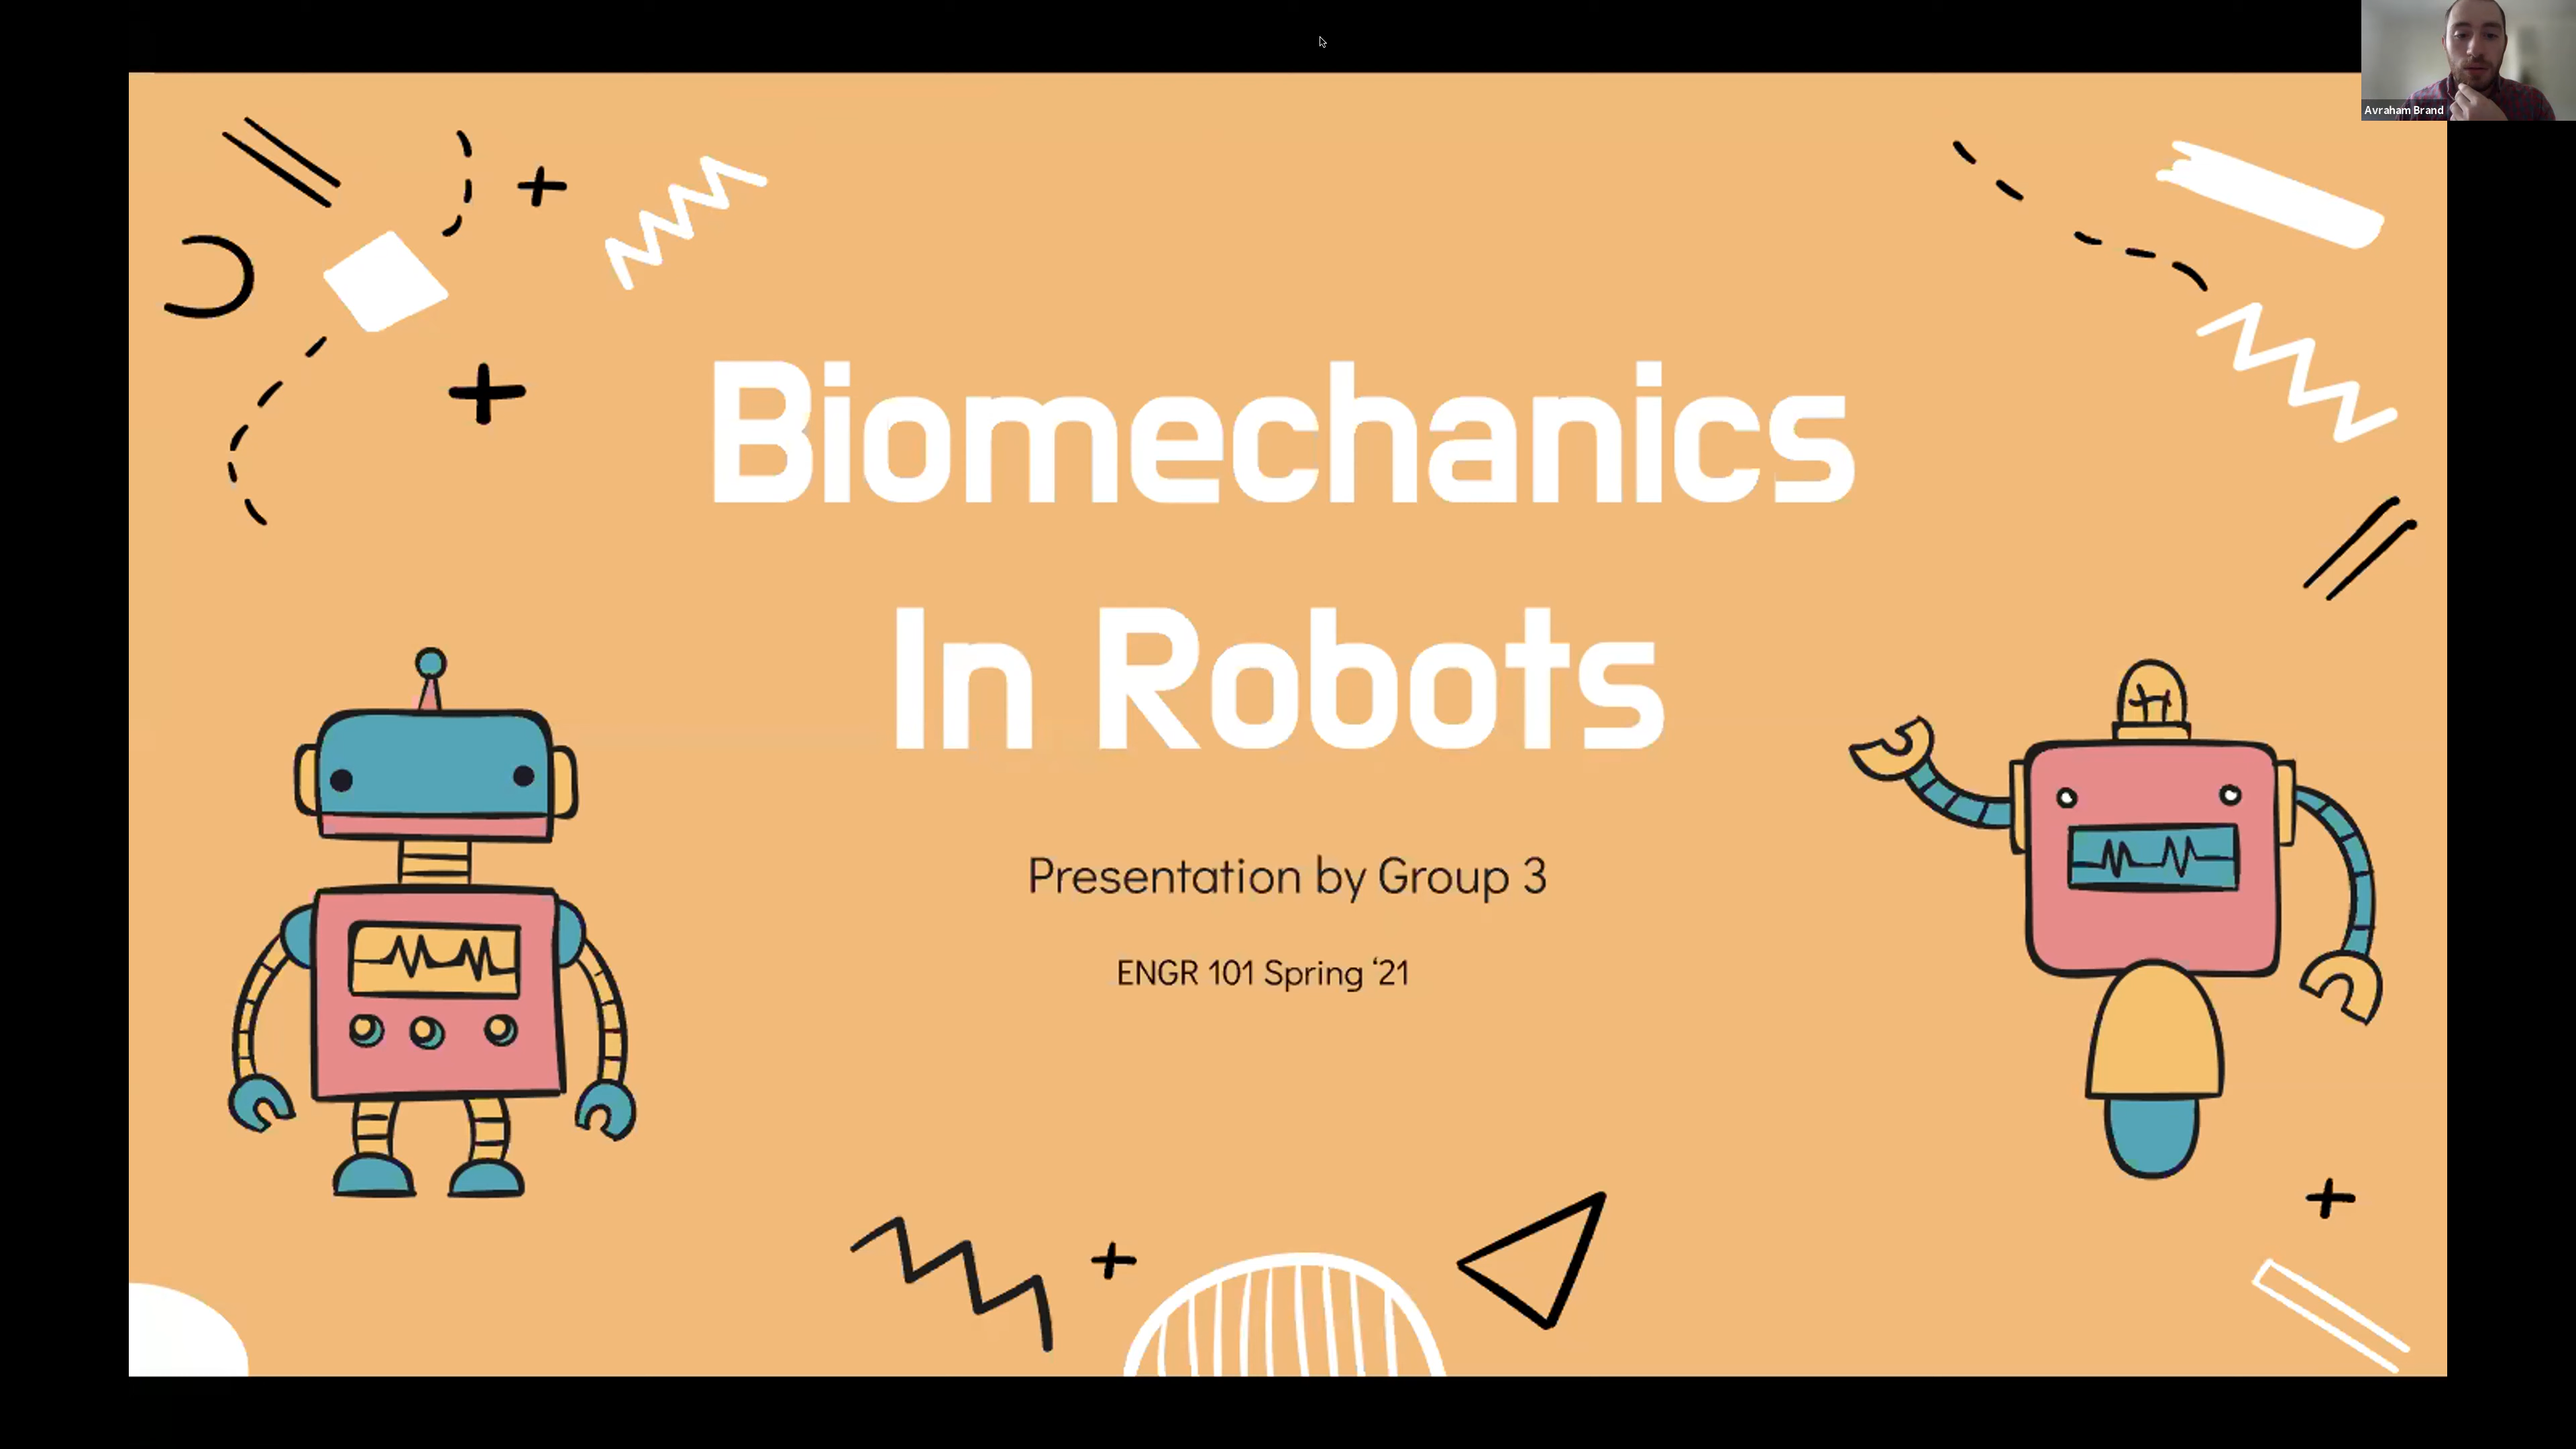 Avraham Brand
Biomechanics
In Robots
Presentation by Group 3
ENGR 101 Spring ‘21